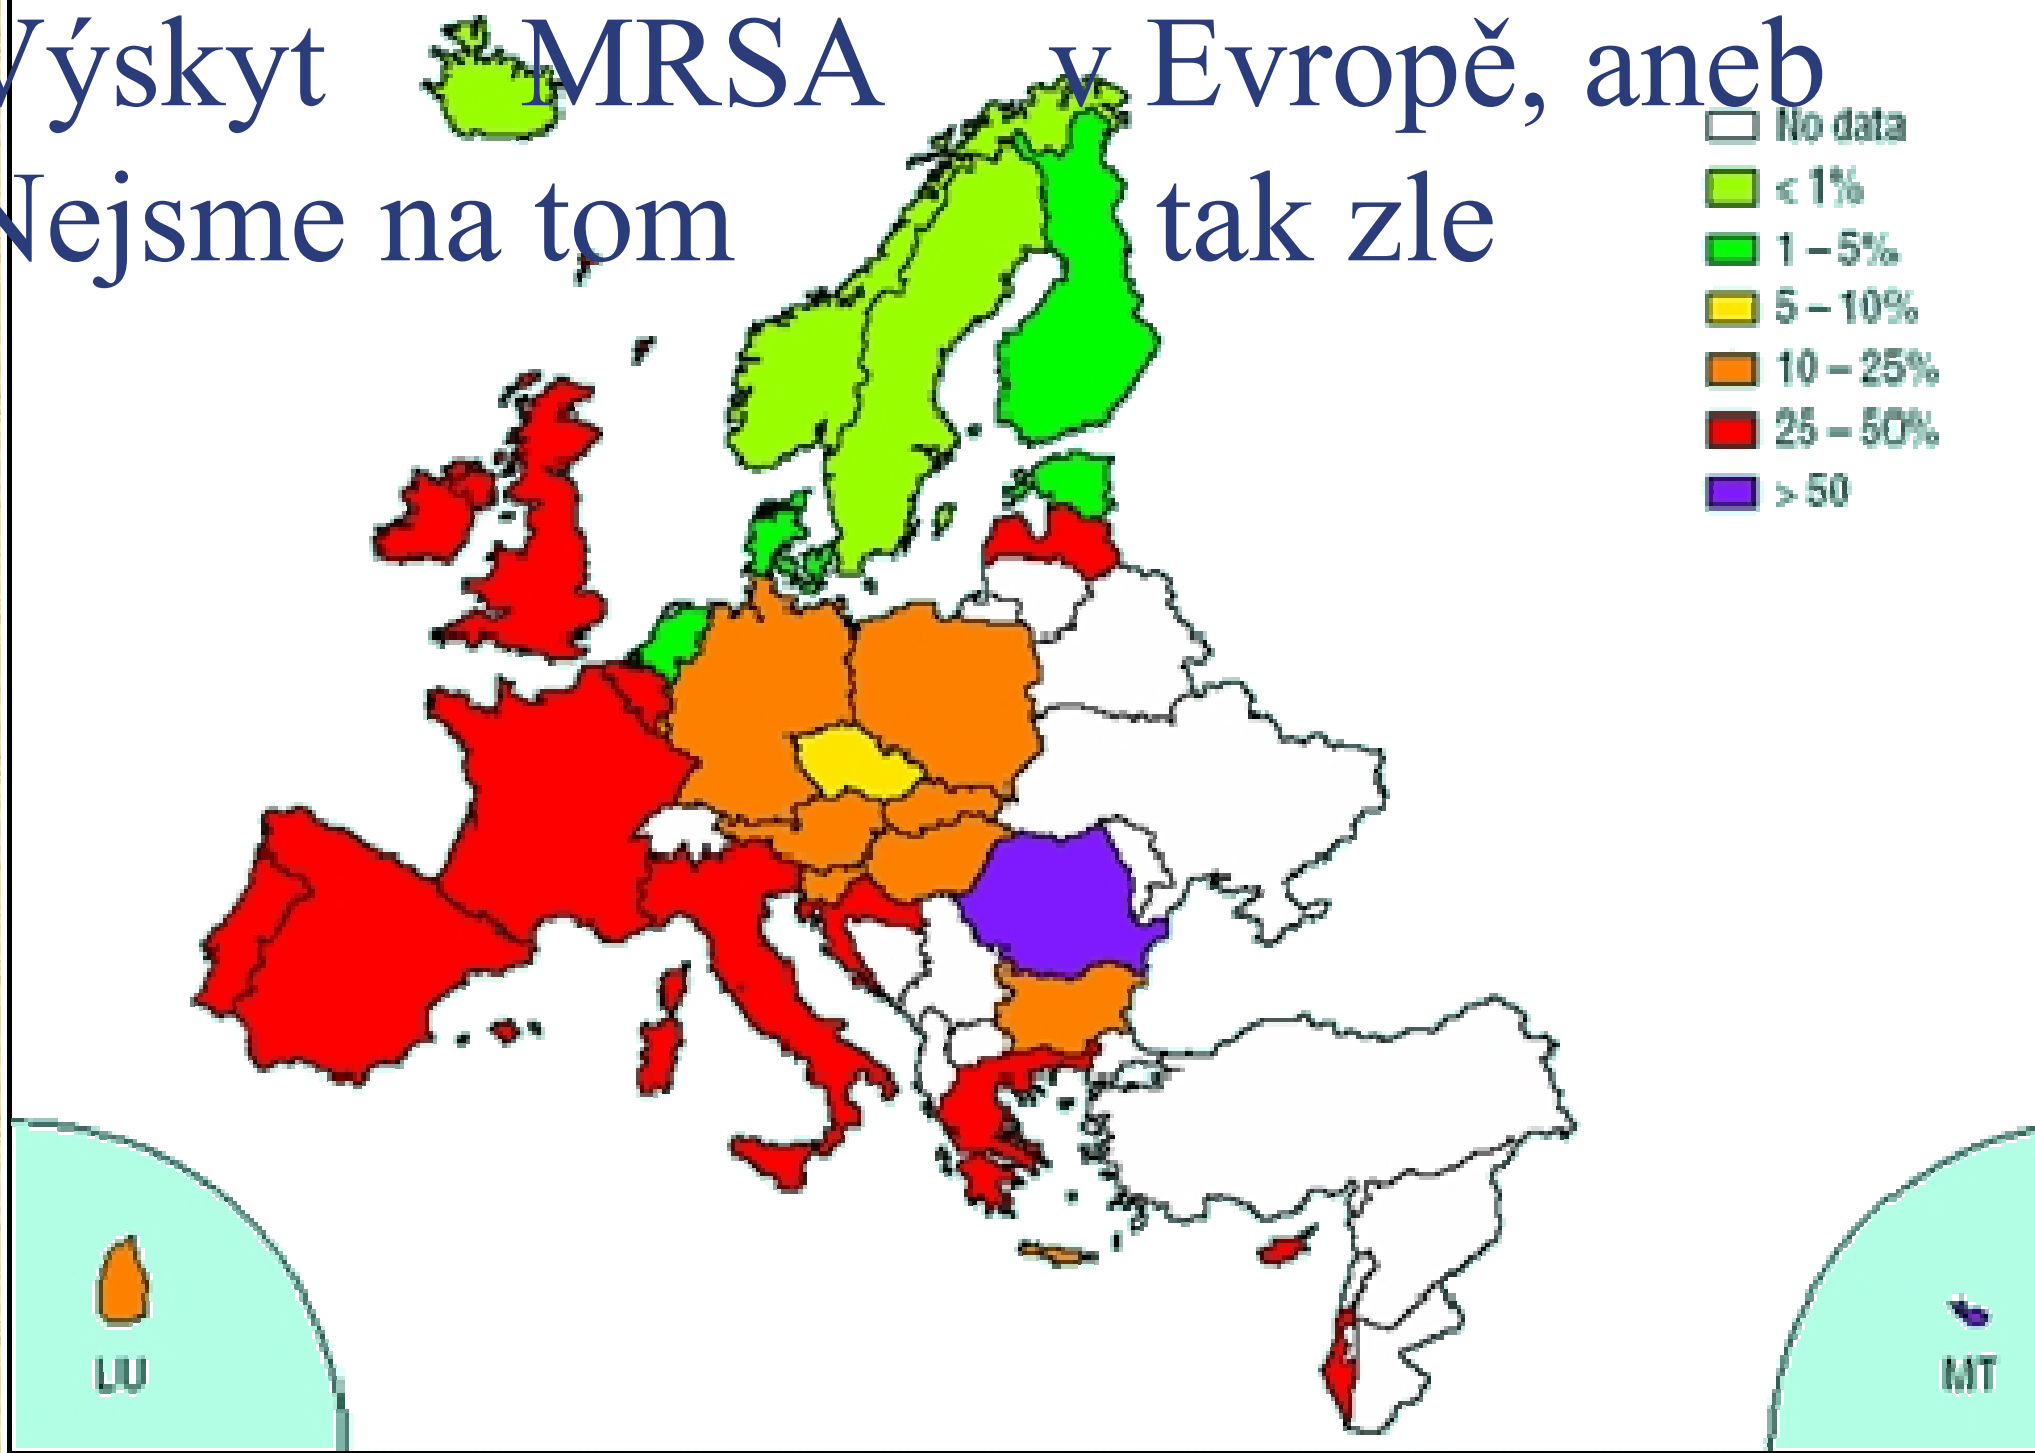 Výskyt MRSA v Evropě, aneb
Nejsme na tom tak zle
No data
< 1%
1 – 5%
5 – 10%
10 – 25%
25 – 50%
> 50
LU
MT